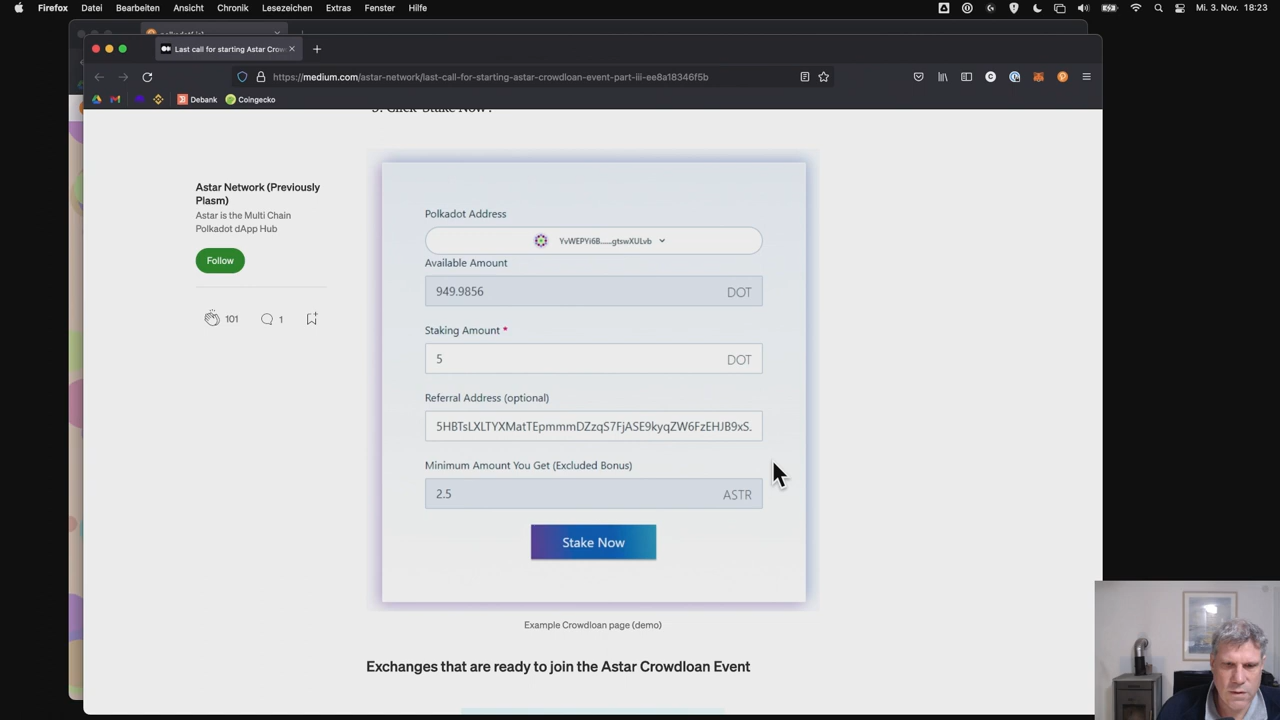 Firefox Datei Bearbeiten Ansicht Chronik Lesezeichen Extras Fenster Hilfe Mi. 3. Nov. 18:23
Last call for starting Astar Crow
https://medium.com/astar-network/last-call-for-starting-astar-crowdloan-event-part-iii-ee8a18346f5b
Debank Coingecko
Astar Network (Previously
Plasm)
Astar is the Multi Chain
Polkadot dApp Hub
Follow
101 1
Polkadot Address
YvWEPYi6B......gtswXULvb
Available Amount
949.9856 DOT
Staking Amount *
5 DOT
Referral Address (optional)
5HBTsLXLTYXMatTEpmmmDZzqS7FjASE9kyqZW6FzEHJB9xS.
Minimum Amount You Get (Excluded Bonus)
2.5 ASTR
Stake Now
Example Crowdloan page (demo)
Exchanges that are ready to join the Astar Crowdloan Event